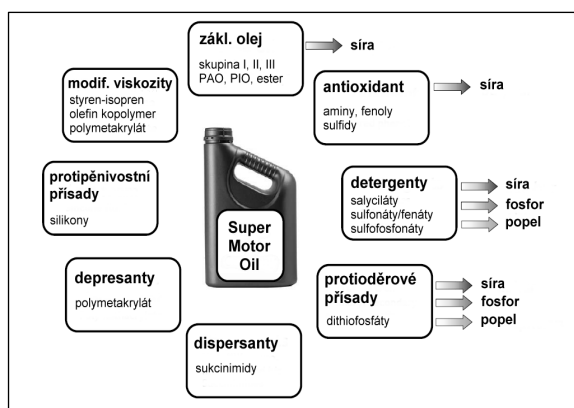 zákl. olej
skupina I, II, III
PAO, PIO, ester
síra
modif. viskozity
styren-isopren
olefin kopolymer
polymetakrylát
antioxidant
aminy, fenoly
sulfidy
síra
protipěnivostní
přísady
silikony
detergenty
salyciláty
sulfonáty/fenáty
sulfofosfonáty
síra
fosfor
popel
Super
Motor
Oil
depresanty
polymetakrylát
protioděrové
přísady
dithiofosfáty
síra
fosfor
popel
dispersanty
sukcinimidy